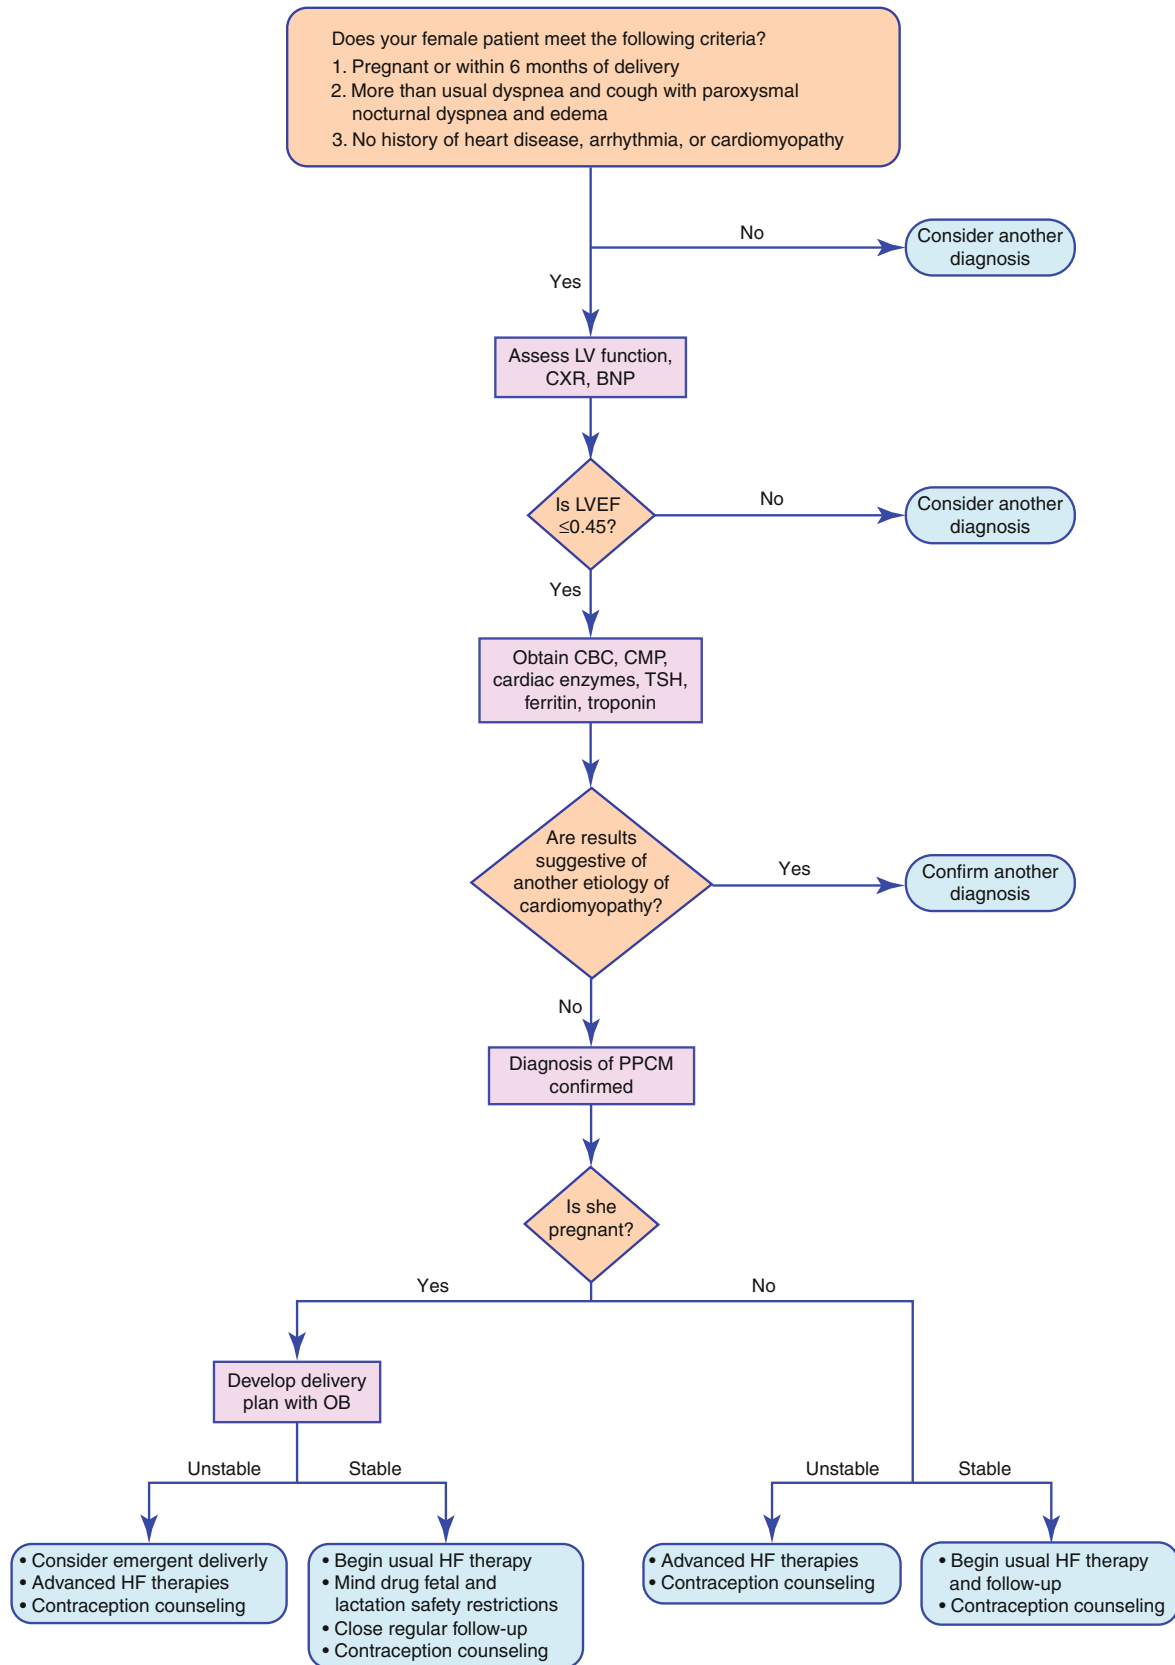 Does your female patient meet the following criteria?
1. Pregnant or within 6 months of delivery
2. More than usual dyspnea and cough with paroxysmal
nocturnal dyspnea and edema
3. No history of heart disease, arrhythmia, or cardiomyopathy
No
Consider another
diagnosis
Yes
Assess LV function,
CXR, BNP
Is LVEF
≤0.45?
No
Consider another
diagnosis
Yes
Obtain CBC, CMP,
cardiac enzymes, TSH,
ferritin, troponin
Are results
suggestive of
another etiology of
cardiomyopathy?
Yes
Confirm another
diagnosis
No
Diagnosis of PPCM
confirmed
Is she
pregnant?
Yes
No
Develop delivery
plan with OB
Unstable
Stable
Unstable
Stable
• Consider emergent deliverly
• Advanced HF therapies
• Contraception counseling
• Begin usual HF therapy
• Mind drug fetal and
lactation safety restrictions
• Close regular follow-up
• Contraception counseling
• Advanced HF therapies
• Contraception counseling
• Begin usual HF therapy
and follow-up
• Contraception counseling